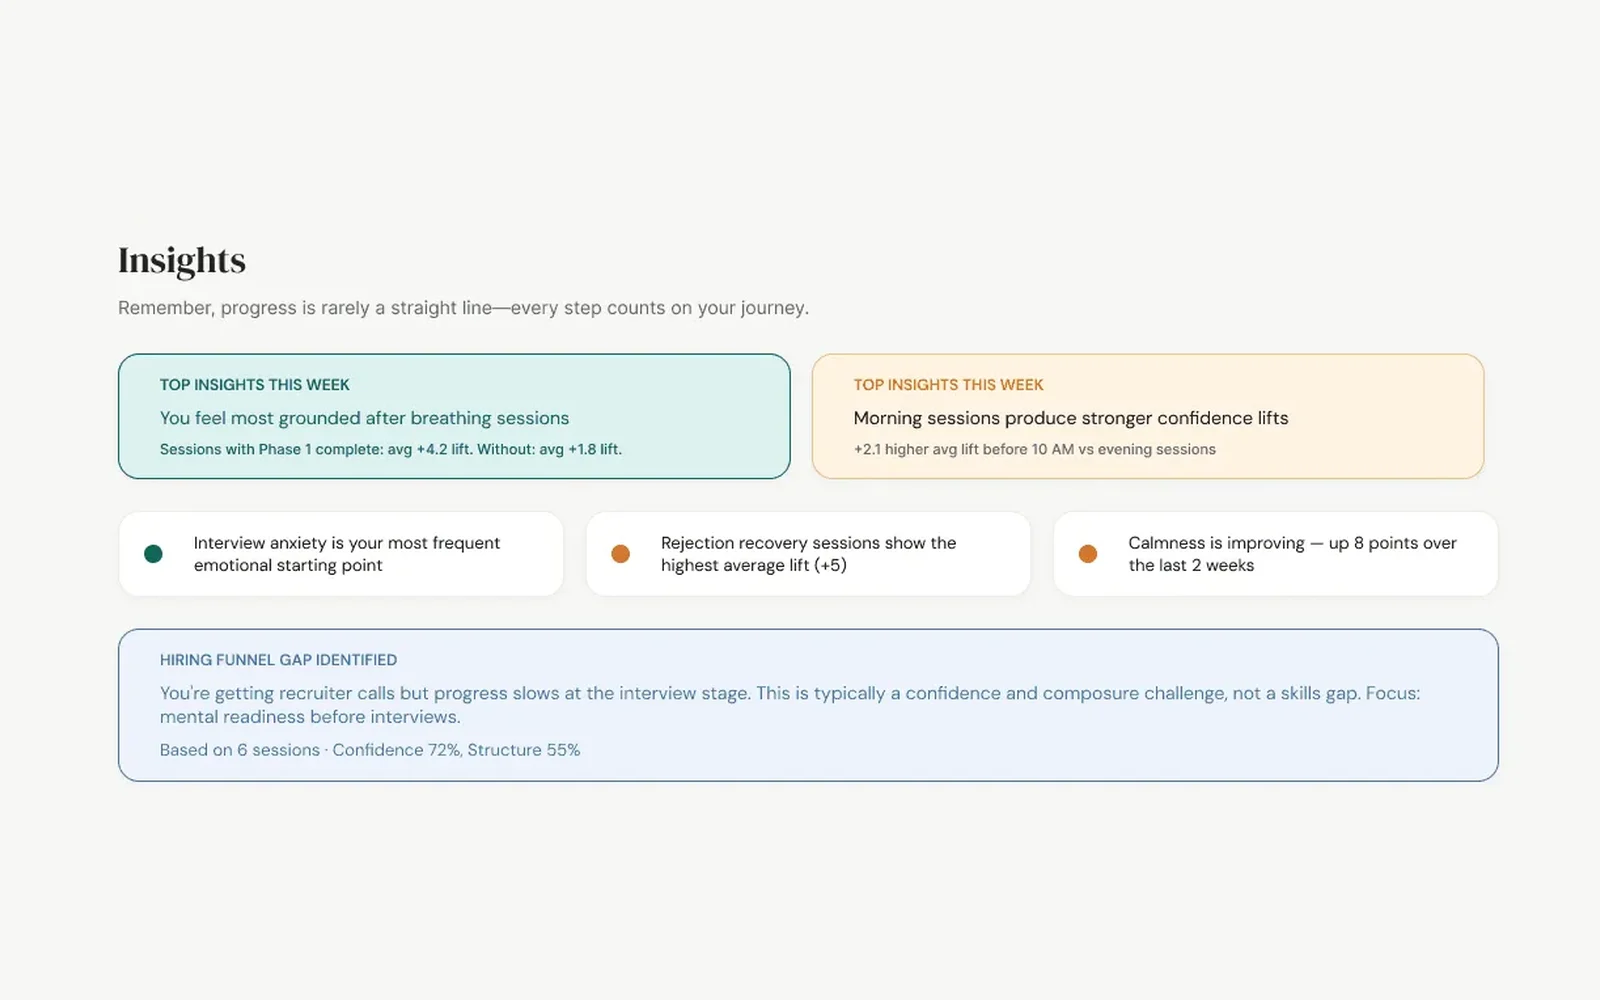 Insights
Remember, progress is rarely a straight line—every step counts on your journey.
TOP INSIGHTS THIS WEEK
You feel most grounded after breathing sessions
Sessions with Phase 1 complete: avg +4.2 lift. Without: avg +1.8 lift.
TOP INSIGHTS THIS WEEK
Morning sessions produce stronger confidence lifts
+2.1 higher avg lift before 10 AM vs evening sessions
Interview anxiety is your most frequent
emotional starting point
Rejection recovery sessions show the
highest average lift (+5)
Calmness is improving — up 8 points over
the last 2 weeks
HIRING FUNNEL GAP IDENTIFIED
You're getting recruiter calls but progress slows at the interview stage. This is typically a confidence and composure challenge, not a skills gap. Focus:
mental readiness before interviews.
Based on 6 sessions · Confidence 72%, Structure 55%